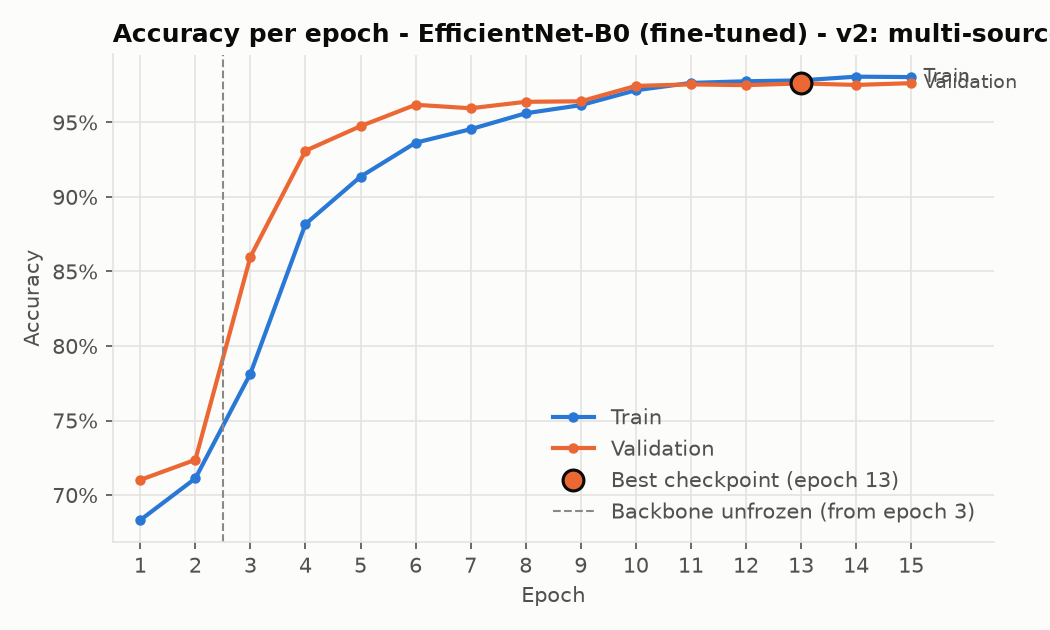 Accuracy per epoch - EfficientNet-B0 (fine-tuned) - v2: multi-sourc
Train
Validation
95%
90%
85%
80%
75%
70%
Accuracy
Train
Validation
Best checkpoint (epoch 13)
Backbone unfrozen (from epoch 3)
1 2 3 4 5 6 7 8 9 10 11 12 13 14 15
Epoch